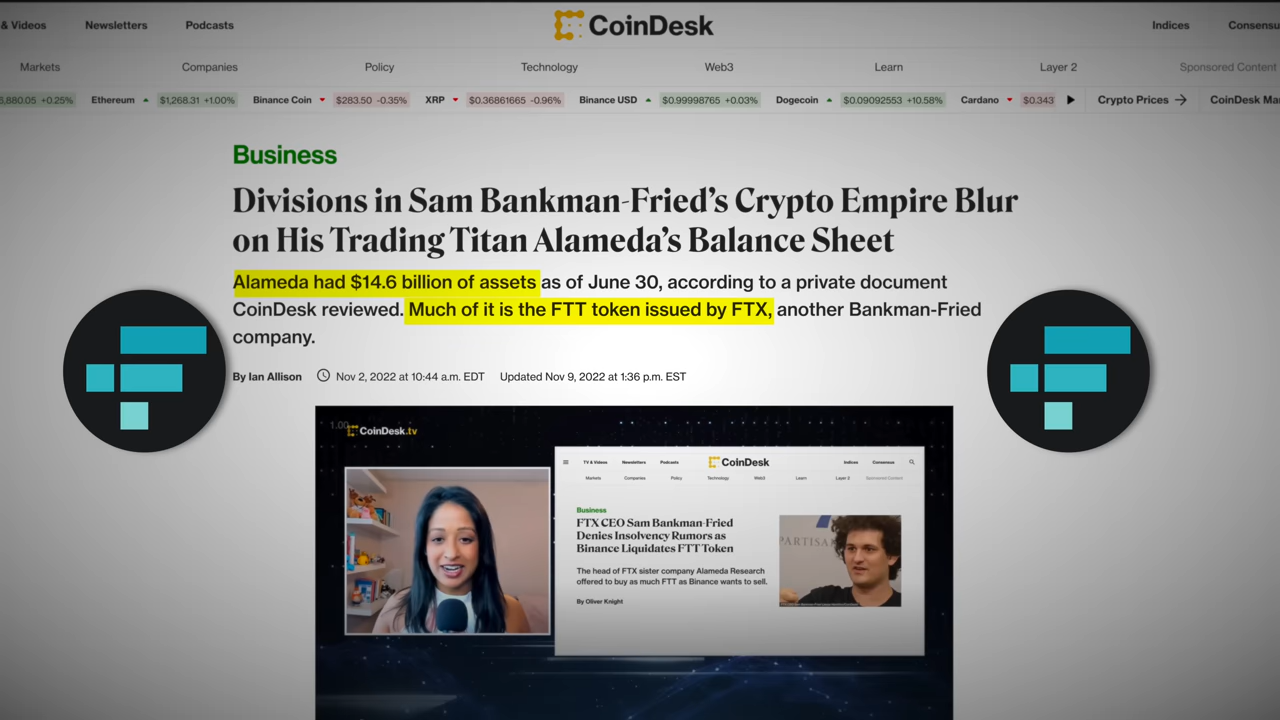 & Videos Newsletters Podcasts CoinDesk Indices Consensu
Markets Companies Policy Technology Web3 Learn Layer 2 Sponsored Content
6,880.05 +0.25% Ethereum $1,268.31 +1.00% Binance Coin $283.50 -0.35% XRP $0.36861665 -0.96% Binance USD $0.99998765 +0.03% Dogecoin $0.09092553 +10.58% Cardano $0.343 Crypto Prices → CoinDesk Ma
Business
Divisions in Sam Bankman-Fried’s Crypto Empire Blur
on His Trading Titan Alameda’s Balance Sheet
Alameda had $14.6 billion of assets as of June 30, according to a private document
CoinDesk reviewed. Much of it is the FTT token issued by FTX, another Bankman-Fried
company.
By Ian Allison Nov 2, 2022 at 10:44 a.m. EDT Updated Nov 9, 2022 at 1:36 p.m. EST
1.00
CoinDesk.tv
TV & Videos Newsletters Podcasts CoinDesk Indices Consensus
Markets Companies Policy Technology Web3 Learn Layer 2 Sponsored Content
Business
FTX CEO Sam Bankman-Fried
Denies Insolvency Rumors as
Binance Liquidates FTT Token
The head of FTX sister company Alameda Research
offered to buy as much FTT as Binance wants to sell.
By Oliver Knight
PARTISA